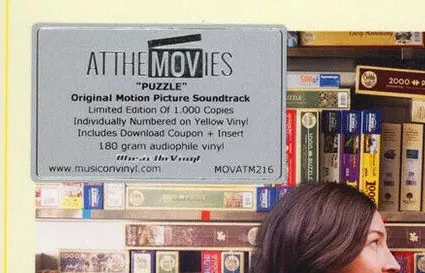 ATTHEMOVIES
"PUZZLE"
Original Motion Picture Soundtrack
Limited Edition Of 1.000 Copies
Individually Numbered on Yellow Vinyl
Includes Download Coupon + Insert
180 gram audiophile vinyl
Music On Vinyl
www.musiconvinyl.com MOVATM216
2000
1000